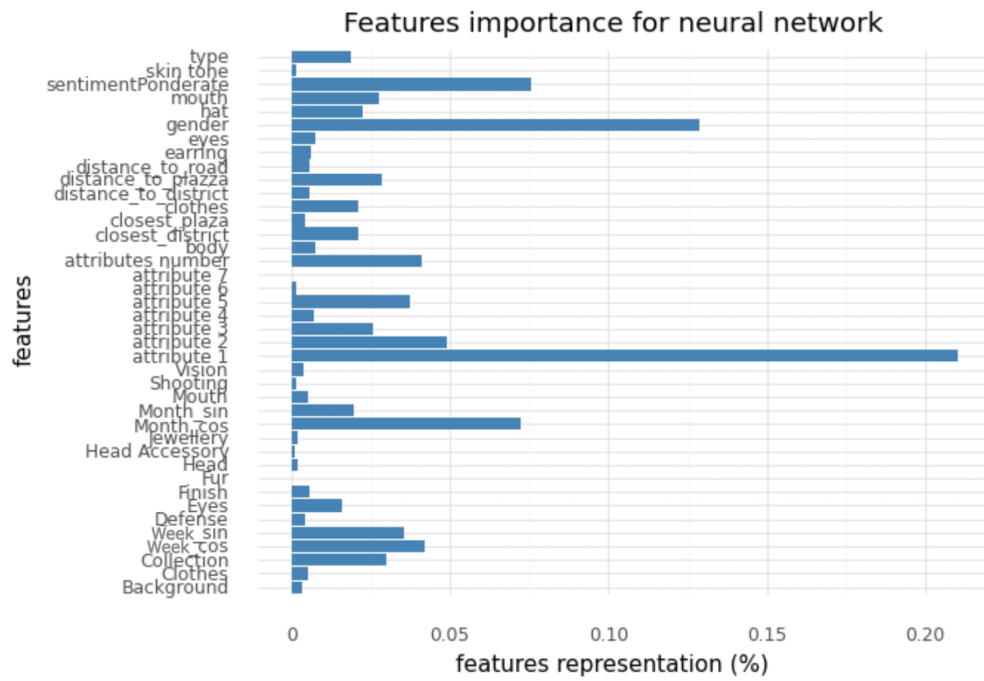 Features importance for neural network
type
skin tone
sentimentPonderate
mouth
hat
gender
eyes
earring
distance_to_road
distance_to_piazza
distance_to_district
clothes
closest_plaza
closest_district
body
attributes number
attribute 7
attribute 6
attribute 5
attribute 4
attribute 3
attribute 2
attribute 1
Vision
Shooting
Mouth
Month_sin
Month_cos
Jewellery
Head Accessory
Head
Fur
Finish
Eyes
Defense
Week_sin
Week_cos
Collection
Clothes
Background
features
0 0.05 0.10 0.15 0.20
features representation (%)